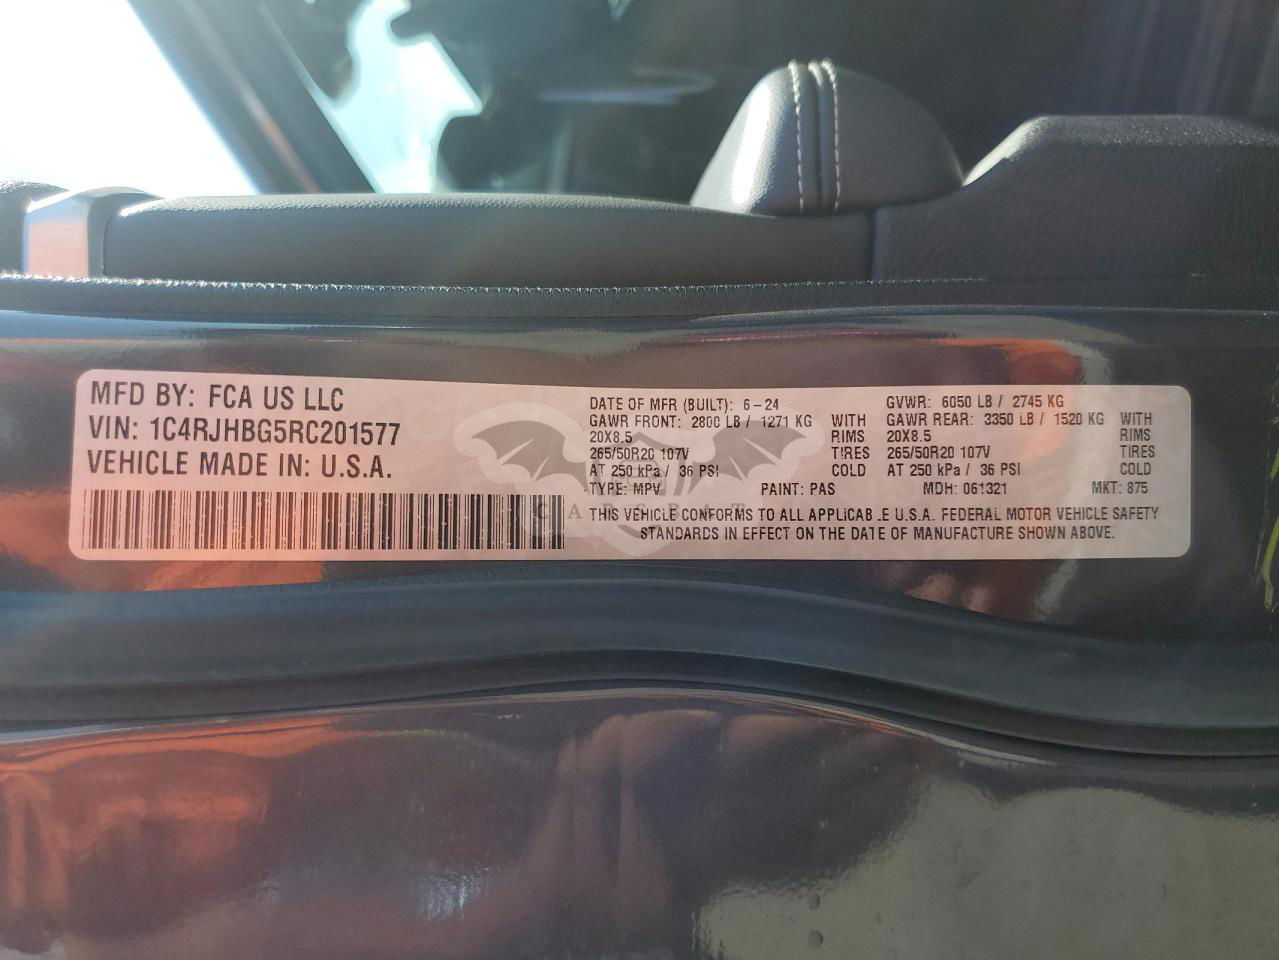 MFD BY: FCA US LLC
VIN: 1C4RJHBG5RC201577
VEHICLE MADE IN: U.S.A.
DATE OF MFR (BUILT): 6-24 GVWR: 6050 LB / 2745 KG
GAWR FRONT: 2800 LB / 1271 KG WITH GAWR REAR: 3350 LB / 1520 KG WITH
20X8.5 RIMS 20X8.5 RIMS
265/50R20 107V TIRES 265/50R20 107V TIRES
AT 250 kPa / 36 PSI COLD AT 250 kPa / 36 PSI COLD
TYPE: MPV PAINT: PAS MDH: 061321 MKT: 875
CARSBAT
THIS VEHICLE CONFORMS TO ALL APPLICABLE U.S.A. FEDERAL MOTOR VEHICLE SAFETY
STANDARDS IN EFFECT ON THE DATE OF MANUFACTURE SHOWN ABOVE.